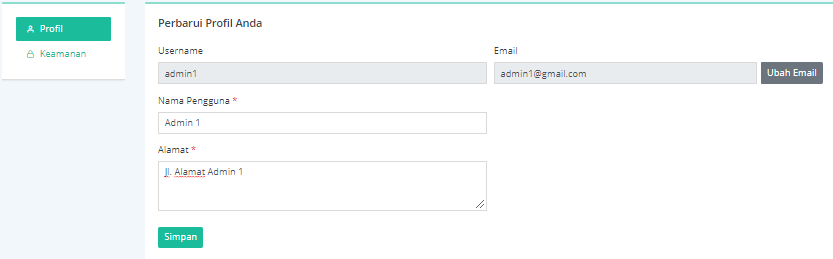 Profil
Keamanan
Perbarui Profil Anda
Username
Email
admin1
admin1@gmail.com
Ubah Email
Nama Pengguna *
Admin 1
Alamat *
Jl. Alamat Admin 1
Simpan